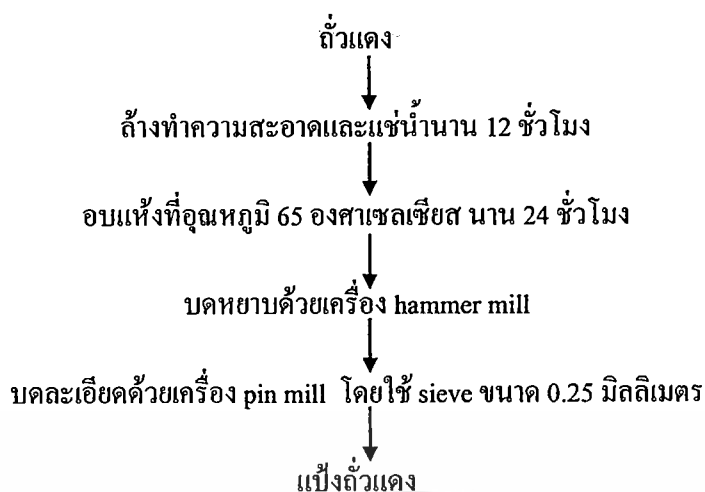 ถั่วแดง
ล้างทำความสะอาดและแช่น้ำนาน 12 ชั่วโมง
อบแห้งที่อุณหภูมิ 65 องศาเซลเซียส นาน 24 ชั่วโมง
บดหยาบด้วยเครื่อง hammer mill
บดละเอียดด้วยเครื่อง pin mill โดยใช้ sieve ขนาด 0.25 มิลลิเมตร
แป้งถั่วแดง